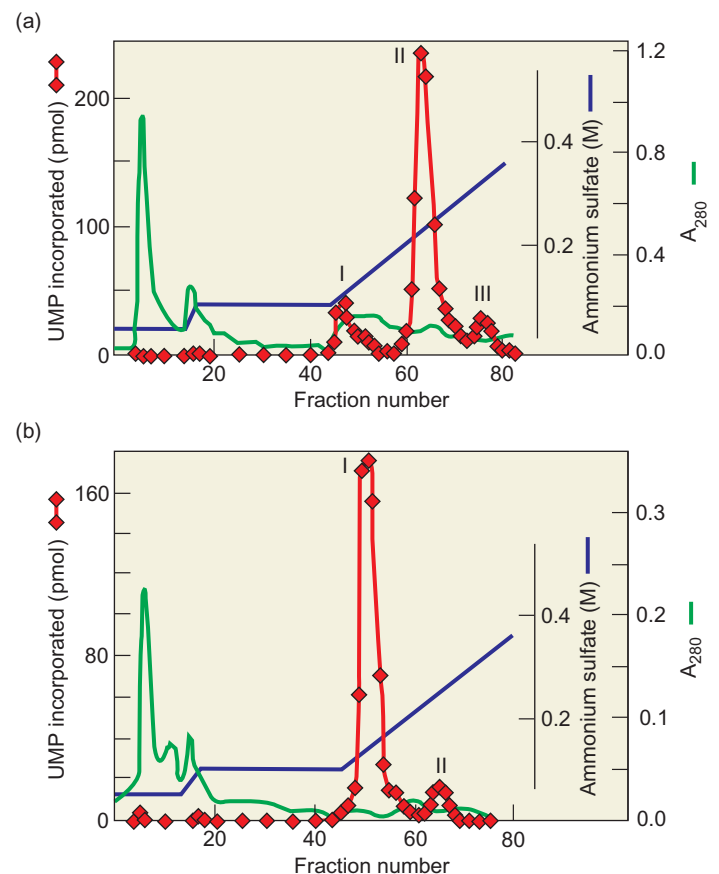 (a)
UMP incorporated (pmol)
200
100
0
I
II
III
20
40
60
80
Fraction number
0.4
0.2
Ammonium sulfate (M)
1.2
0.8
0.4
0.0
A280
(b)
UMP incorporated (pmol)
160
80
0
I
II
20
40
60
80
Fraction number
0.4
0.2
Ammonium sulfate (M)
0.3
0.2
0.1
0.0
A280